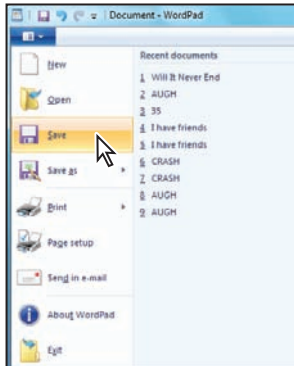 Document - WordPad
New
Open
Save
Save as
Print
Page setup
Send in e-mail
About WordPad
Exit
Recent documents
1 Will It Never End
2 AUGH
3 35
4 I have friends
5 I have friends
6 CRASH
7 CRASH
8 AUGH
9 AUGH